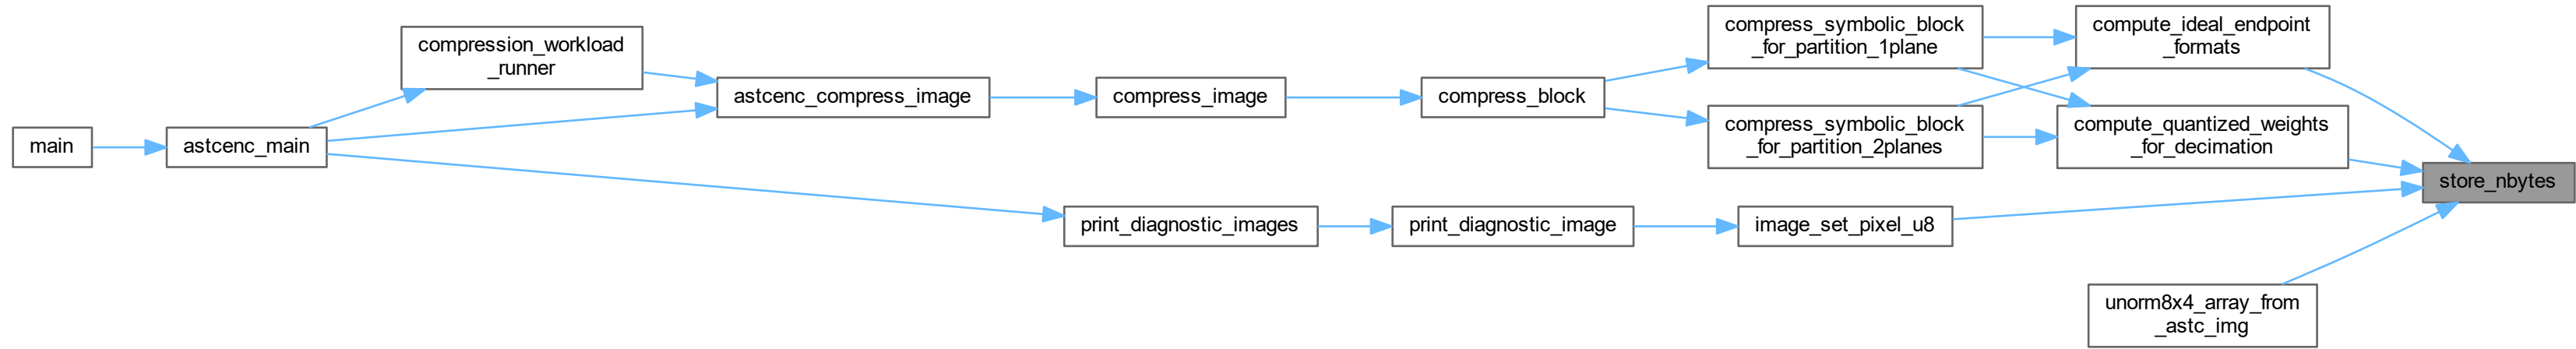 main
astcenc_main
compression_workload
_runner
astcenc_compress_image
compress_image
compress_block
compress_symbolic_block
_for_partition_1plane
compute_ideal_endpoint
_formats
compress_symbolic_block
_for_partition_2planes
compute_quantized_weights
_for_decimation
store_nbytes
print_diagnostic_images
print_diagnostic_image
image_set_pixel_u8
unorm8x4_array_from
_astc_img